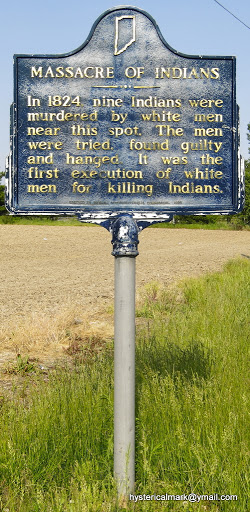 MASSACRE OF INDIANS
In 1824, nine Indians were
murdered by white men
near this spot. The men
were tried, found guilty
and hanged. It was the
first execution of white
men for killing Indians.
hystericalmark@ymail.com